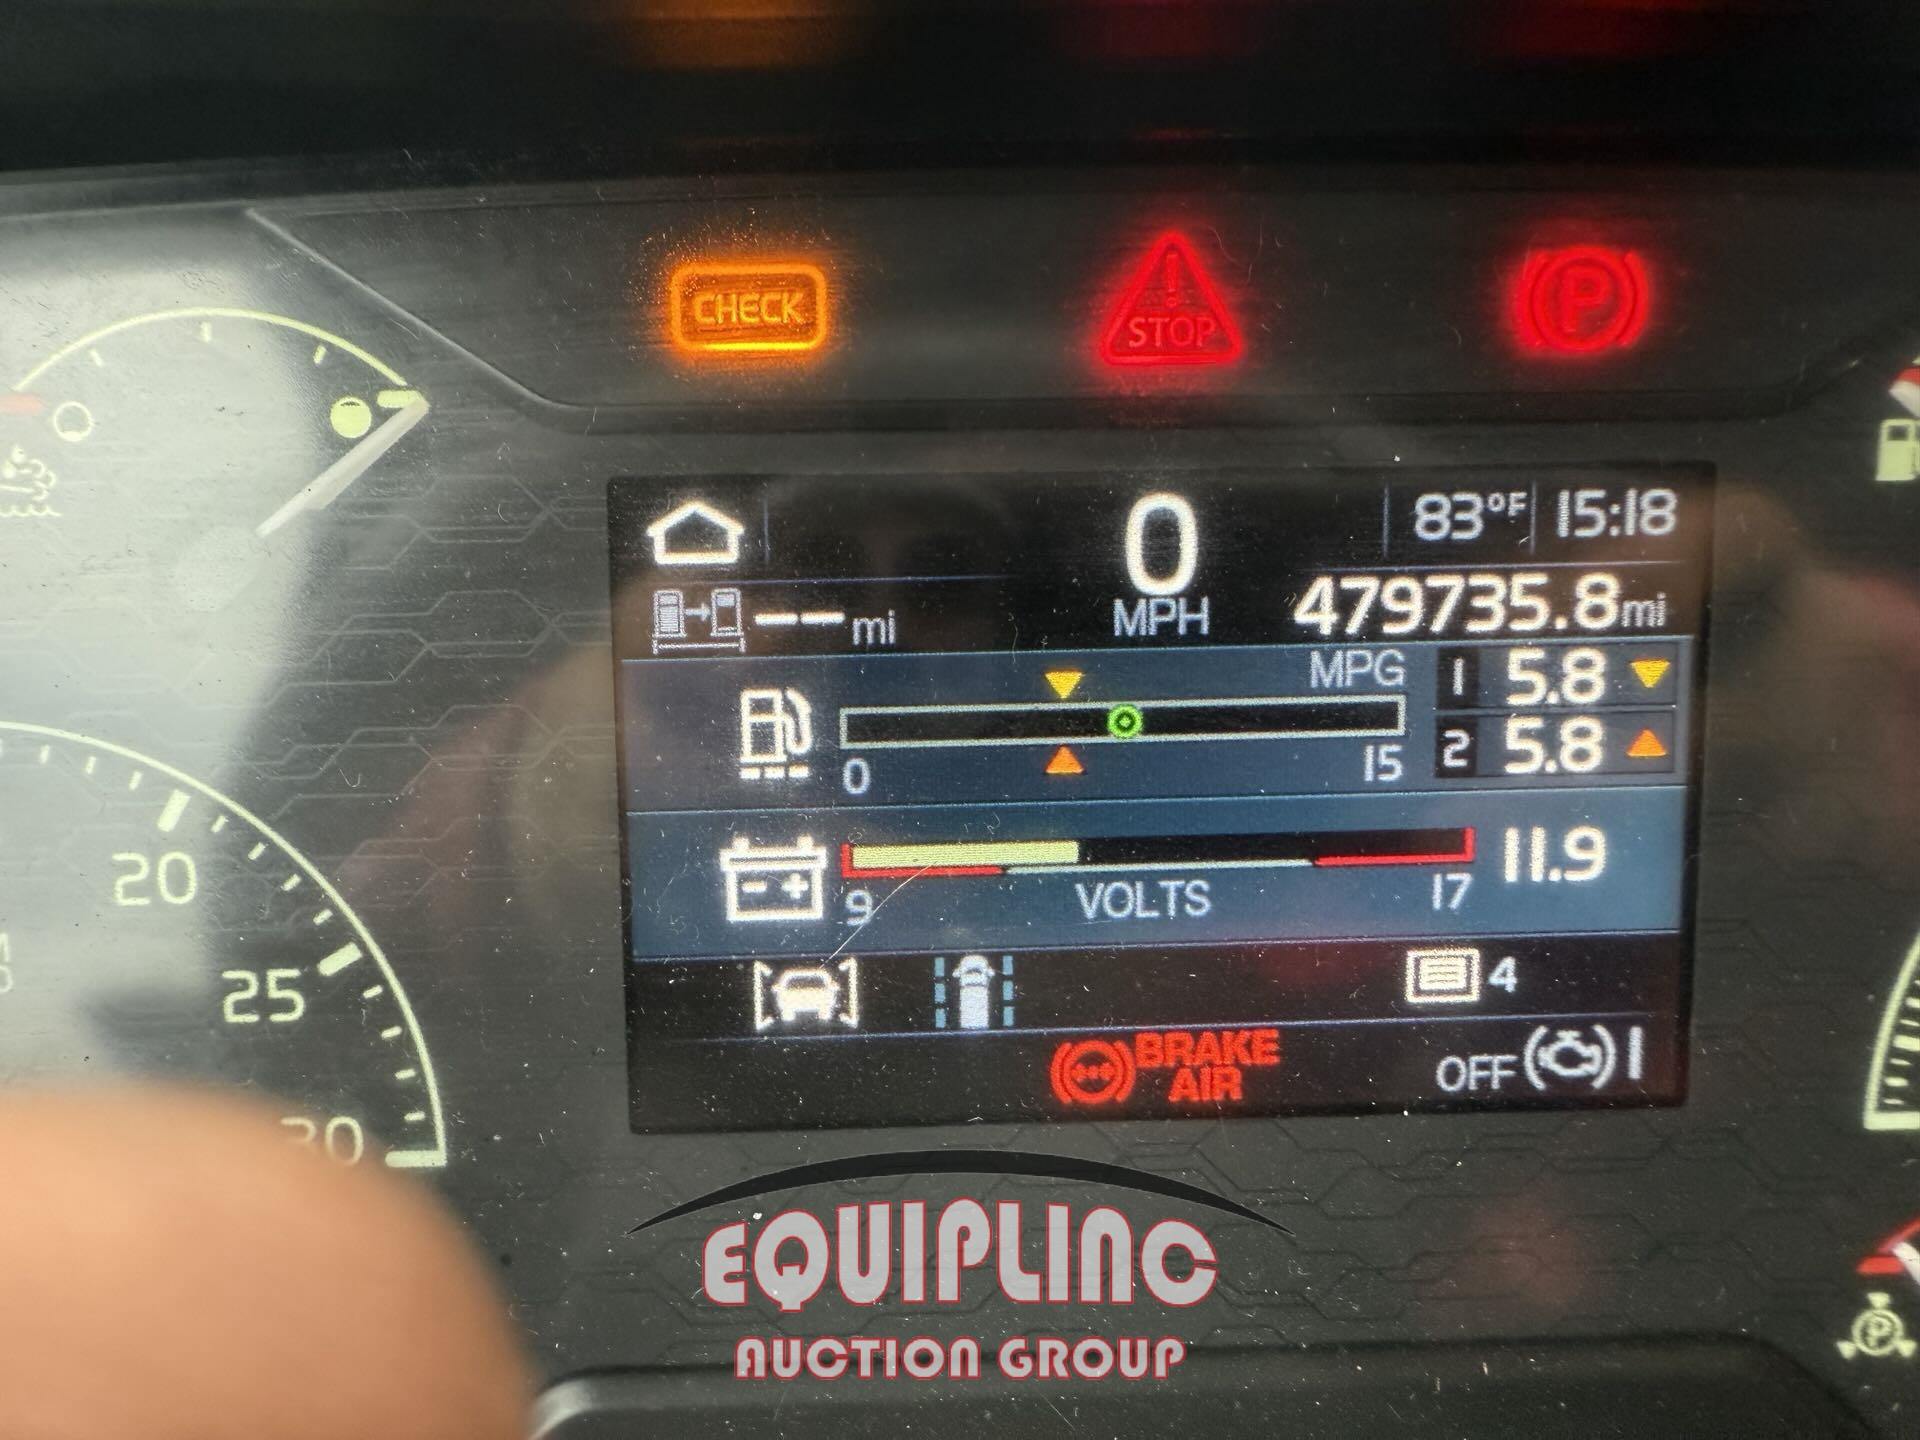 CHECK
STOP
P
0
MPH
83°F
15:18
--- mi
479735.8mi
MPG
1 5.8
2 5.8
0
15
11.9
9
VOLTS
17
4
BRAKE
AIR
OFF
20
25
30
P
EQUIPLINC
AUCTION GROUP